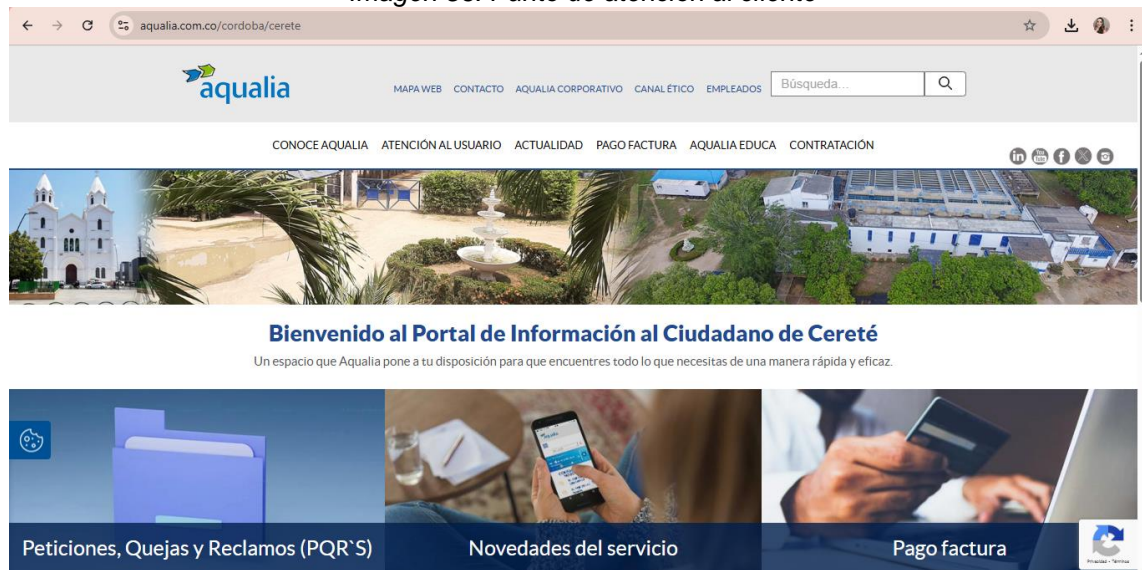 aqualia.com.co/cordoba/cerete
aqualia
MAPA WEB CONTACTO AQUALIA CORPORATIVO CANAL ÉTICO EMPLEADOS Búsqueda...
CONOCE AQUALIA ATENCIÓN AL USUARIO ACTUALIDAD PAGO FACTURA AQUALIA EDUCA CONTRATACIÓN
Bienvenido al Portal de Información al Ciudadano de Cereté
Un espacio que Aqualia pone a tu disposición para que encuentres todo lo que necesitas de una manera rápida y eficaz.
Peticiones, Quejas y Reclamos (PQR`S)
Novedades del servicio
Pago factura
Privacidad - Términos